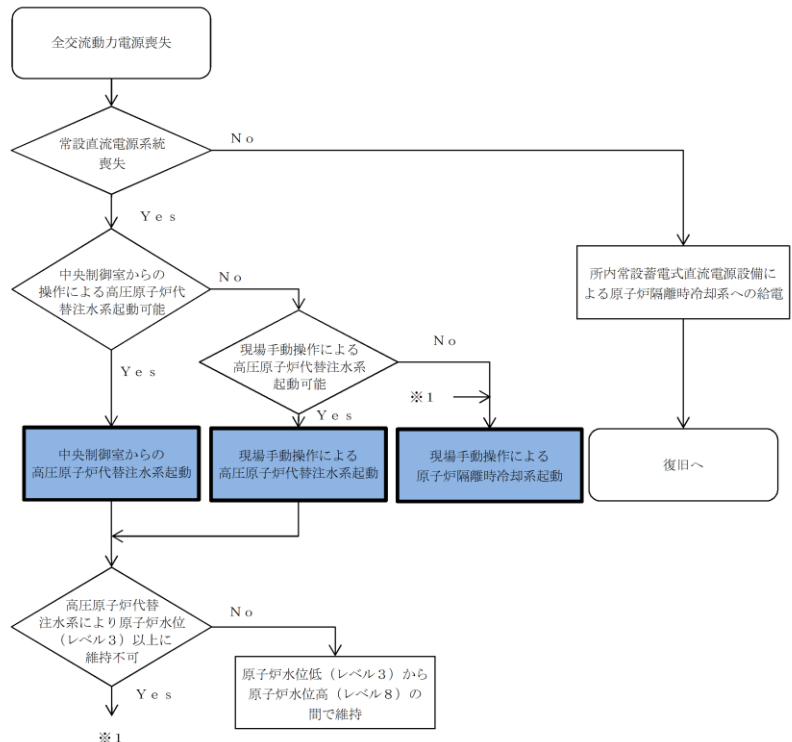 全交流動力電源喪失
常設直流電源系統
喪失
No
Yes
中央制御室からの
操作による高圧原子炉代
替注水系起動可能
No
所内常設蓄電式直流電源設備に
よる原子炉隔離時冷却系への給電
現場手動操作による
高圧原子炉代替注水系
起動可能
No
Yes
※1
Yes
中央制御室からの
高圧原子炉代替注水系起動
現場手動操作による
高圧原子炉代替注水系起動
現場手動操作による
原子炉隔離時冷却系起動
復旧へ
高圧原子炉代替
注水系により原子炉水位
(レベル3)以上に
維持不可
No
Yes
原子炉水位低(レベル3)から
原子炉水位高(レベル8)の
間で維持
※1